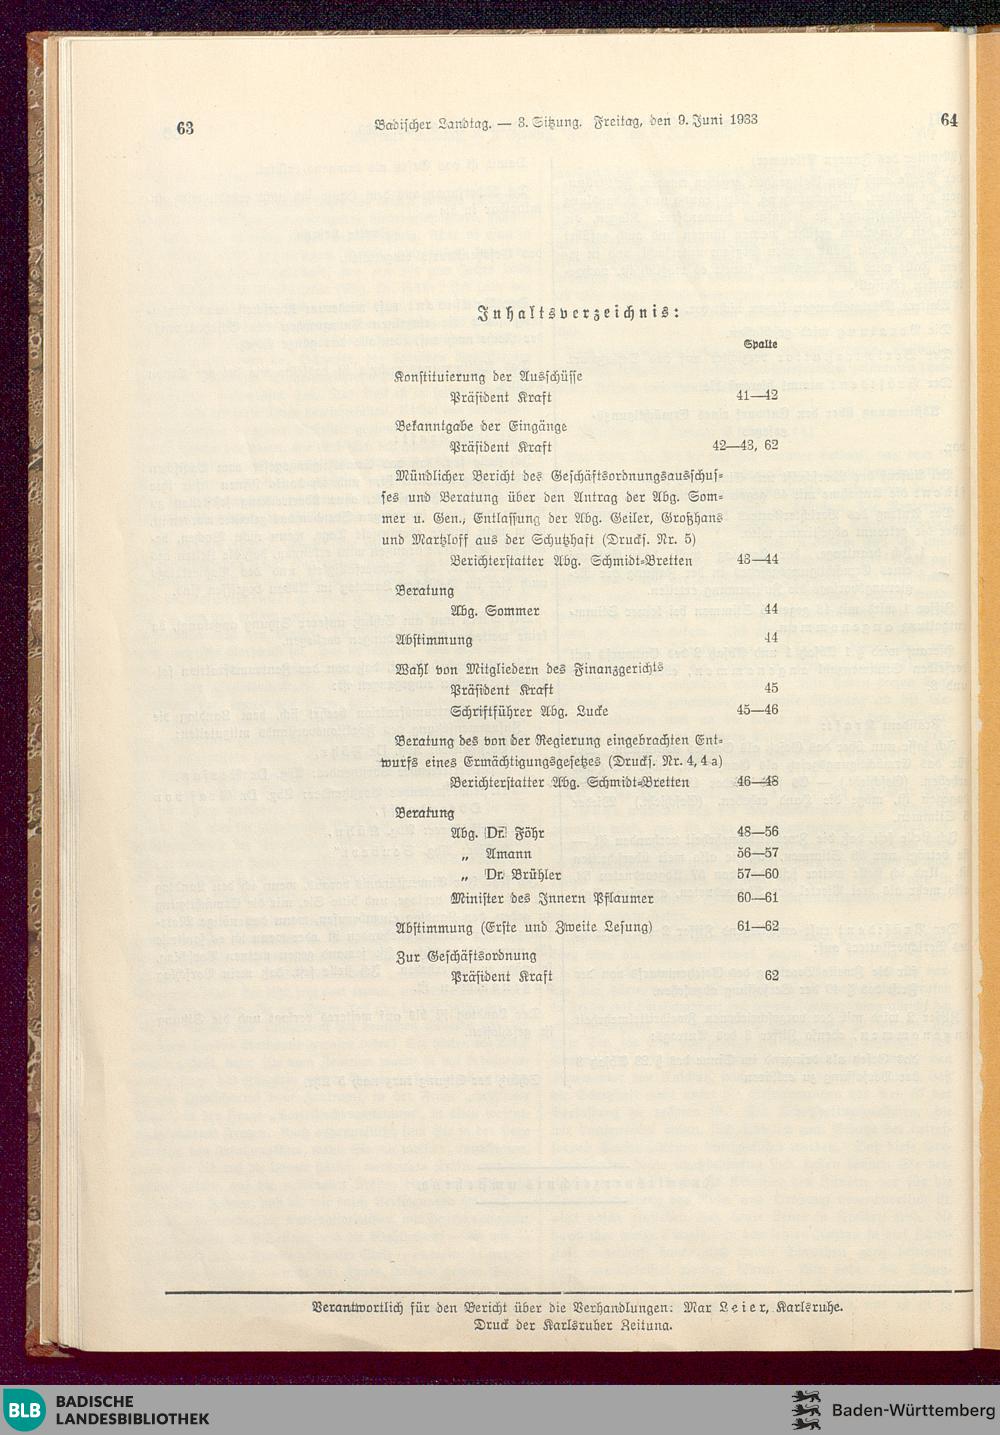 63
Badischer Landtag. — 3. Sitzung. Freitag, den 9. Juni 1933
64
Inhaltsverzeichnis:
Spalte
Konstituierung der Ausschüsse
Präsident Kraft 41—42
Bekanntgabe der Eingänge
Präsident Kraft 42—43, 62
Mündlicher Bericht des Geschäftsordnungsausschus-
ses und Beratung über den Antrag der Abg. Som-
mer u. Gen., Entlassung der Abg. Geiler, Großhans
und Martzloff aus der Schutzhaft (Drucks. Nr. 5)
Berichterstatter Abg. Schmidt-Bretten 43—44
Beratung
Abg. Sommer 44
Abstimmung 44
Wahl von Mitgliedern des Finanzgerichts
Präsident Kraft 45
Schriftführer Abg. Lucke 45—46
Beratung des von der Regierung eingebrachten Ent-
wurfs eines Ermächtigungsgesetzes (Drucks. Nr. 4, 4 a)
Berichterstatter Abg. Schmidt-Bretten 46—48
Beratung
Abg. Dr. Föhr 48—56
„ Amann 56—57
„ Dr. Brühler 57—60
Minister des Innern Pflaumer 60—61
Abstimmung (Erste und Zweite Lesung) 61—62
Zur Geschäftsordnung
Präsident Kraft 62
Verantwortlich für den Bericht über die Verhandlungen: Max Leier, Karlsruhe.
Druck der Karlsruher Zeitung.
BLB
BADISCHE
LANDESBIBLIOTHEK
Baden-Württemberg